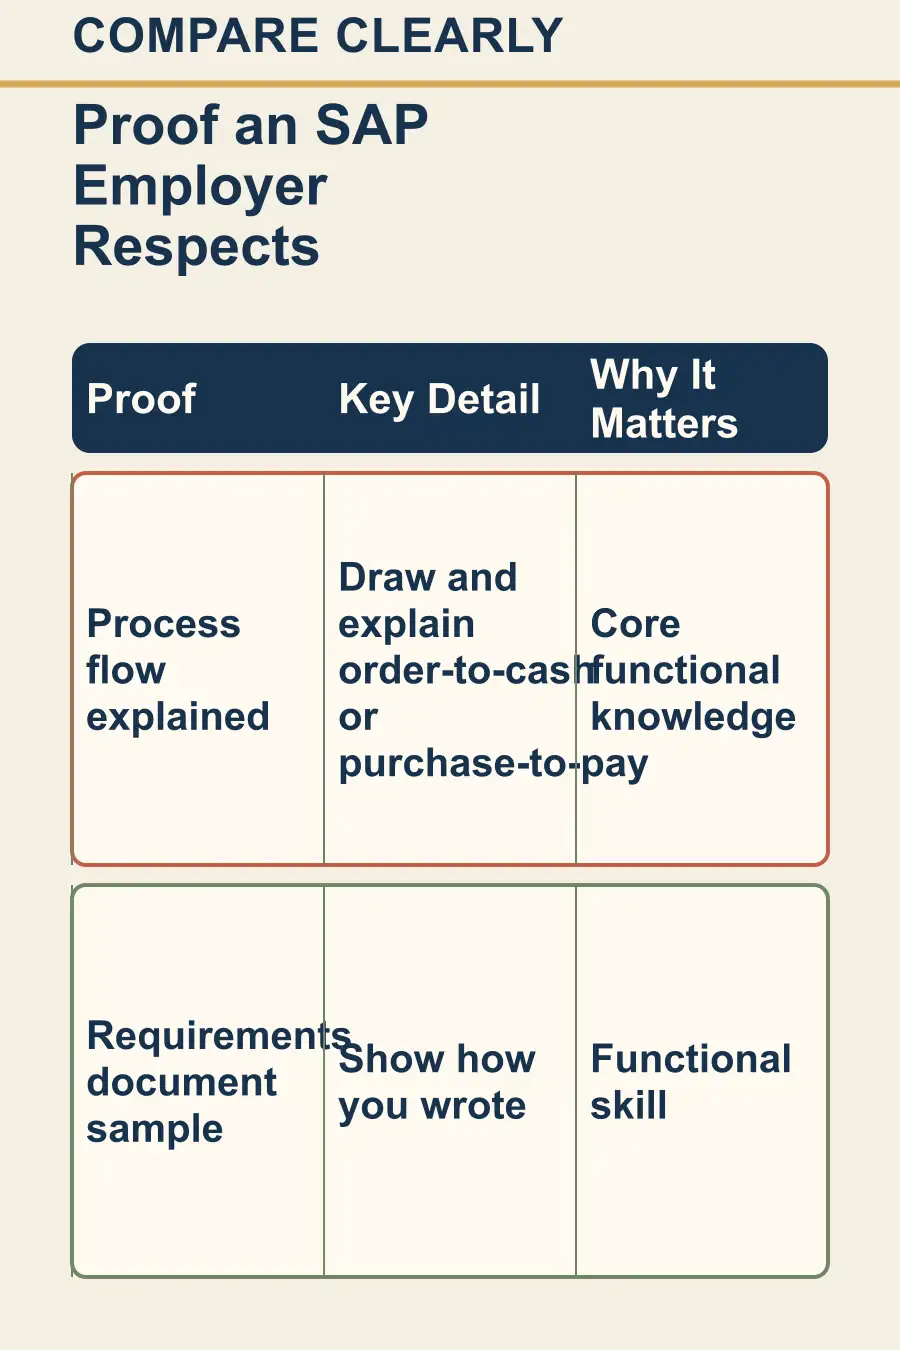 COMPARE CLEARLY
Proof an SAP
Employer
Respects
Proof
Key Detail
Why It
Matters
Process
flow
explained
Draw and
explain
order-to-cash
or
purchase-to-pay
Core
functional
knowledge
Requirements
document
sample
Show how
you wrote
Functional
skill